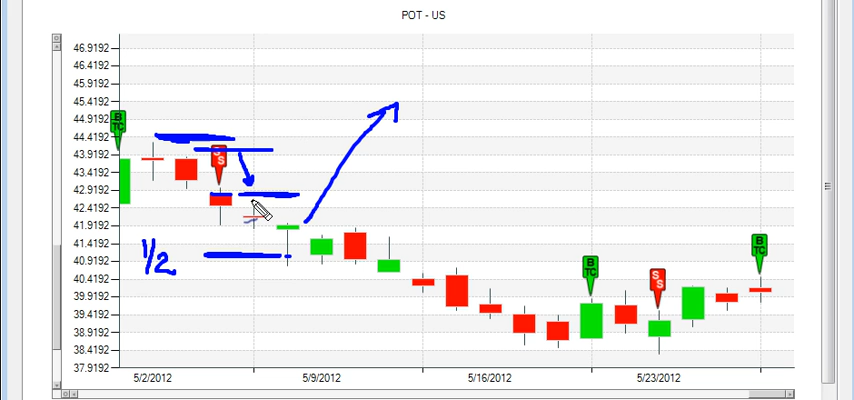 POT - US
46.9192
46.4192
45.9192
45.4192
44.9192
44.4192
43.9192
43.4192
42.9192
42.4192
41.9192
41.4192
40.9192
40.4192
39.9192
39.4192
38.9192
38.4192
37.9192
B
TC
S
S
1/2
B
TC
S
S
B
TC
5/2/2012 5/9/2012 5/16/2012 5/23/2012